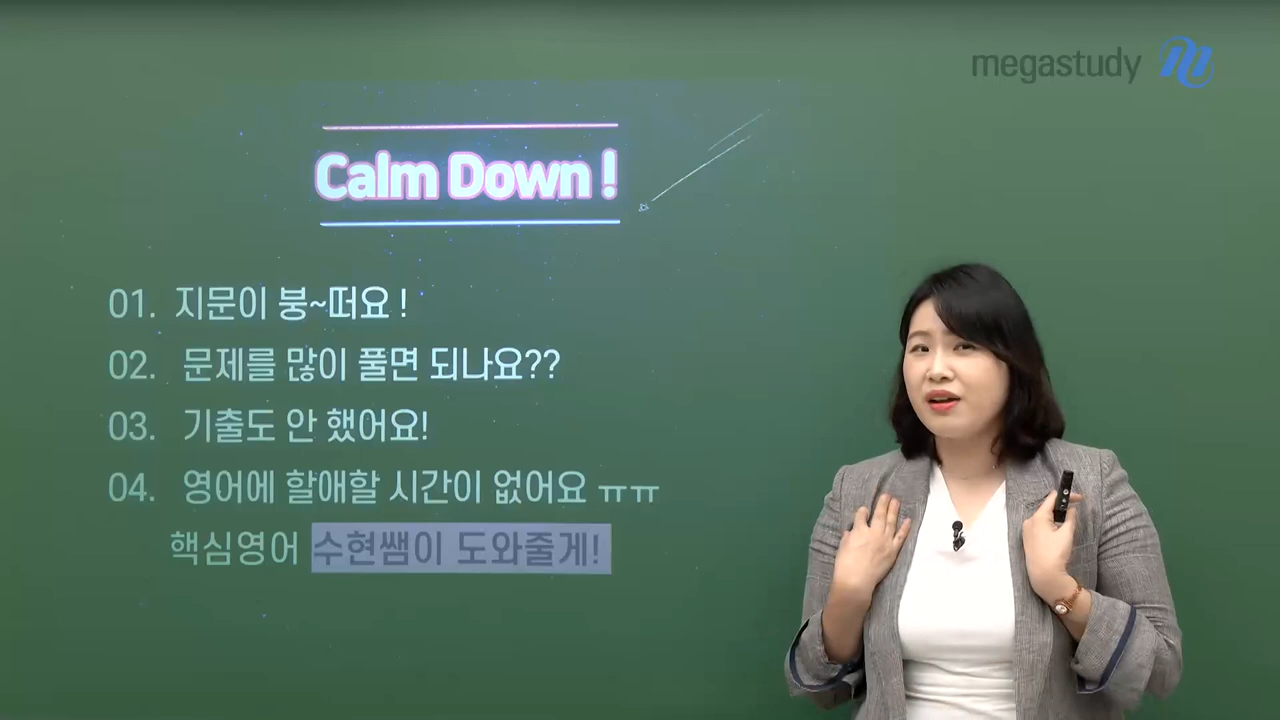 megastudy
Calm Down !
01. 지문이 붕~떠요 !
02. 문제를 많이 풀면 되나요??
03. 기출도 안 했어요!
04. 영어에 할애할 시간이 없어요 ㅠㅠ
핵심영어 수현쌤이 도와줄게!